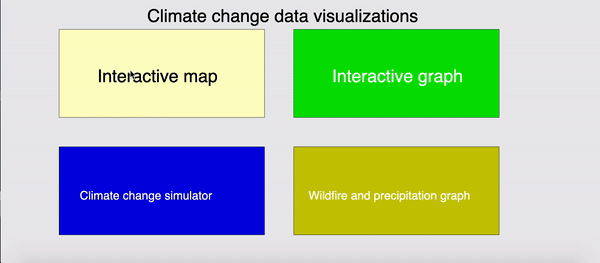 Climate change data visualizations
Interactive map
Interactive graph
Climate change simulator
Wildfire and precipitation graph